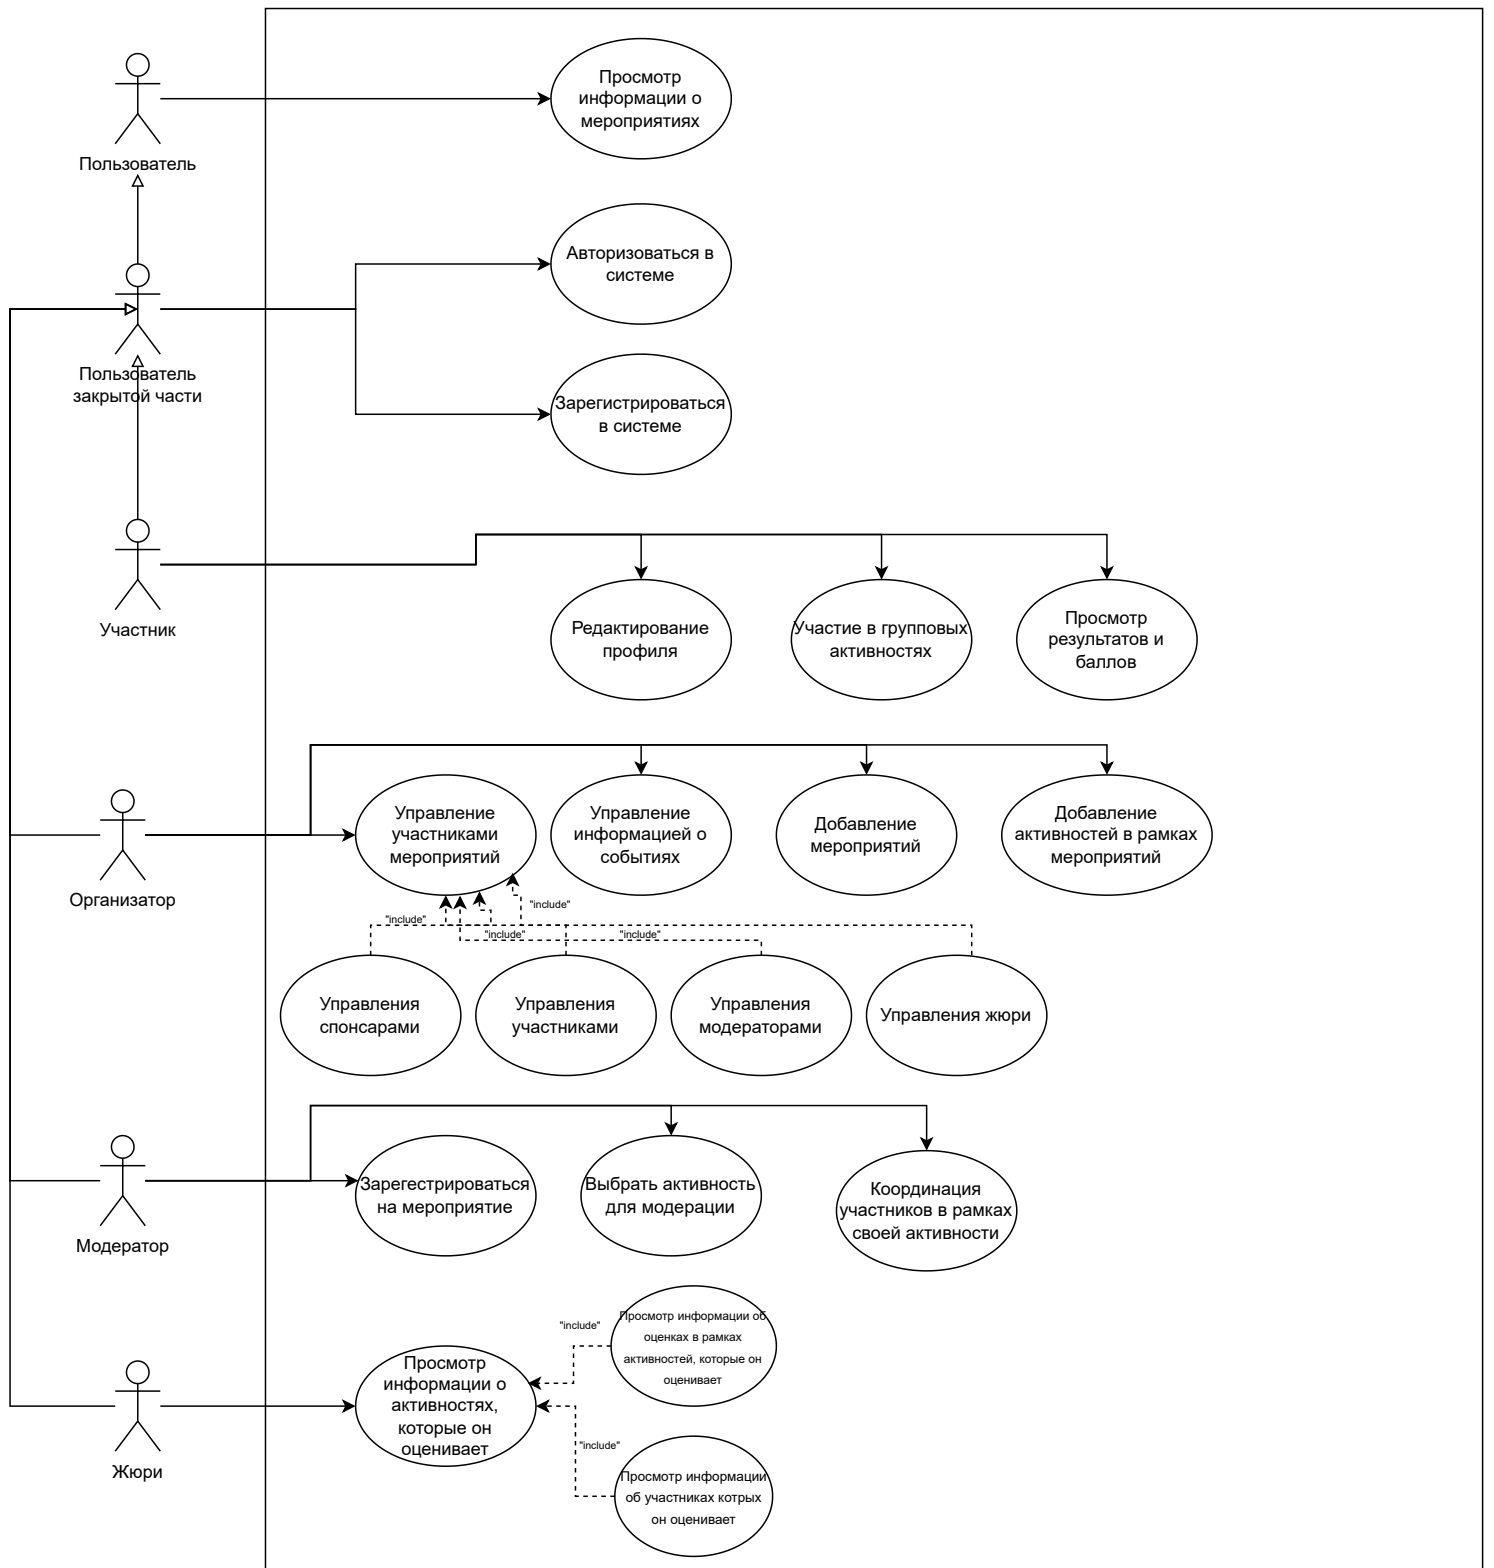 Просмотр
информации о
мероприятиях
Пользователь
Авторизоваться в
системе
Пользователь
закрытой части
Зарегистрироваться
в системе
Участник
Редактирование
профиля
Участие в групповых
активностях
Просмотр
результатов и
баллов
Организатор
Управление
участниками
мероприятий
Управление
информацией о
событиях
Добавление
мероприятий
Добавление
активностей в рамках
мероприятий
"include"
"include"
"include"
"include"
Управления
спонсарами
Управления
участниками
Управления
модераторами
Управления жюри
Модератор
Зарегестрироваться
на мероприятие
Выбрать активность
для модерации
Координация
участников в рамках
своей активности
Жюри
Просмотр
информации о
активностях,
которые он
оценивает
"include"
Просмотр информации об
оценках в рамках
активностей, которые он
оценивает
"include"
Просмотр информации
об участниках котрых
он оценивает